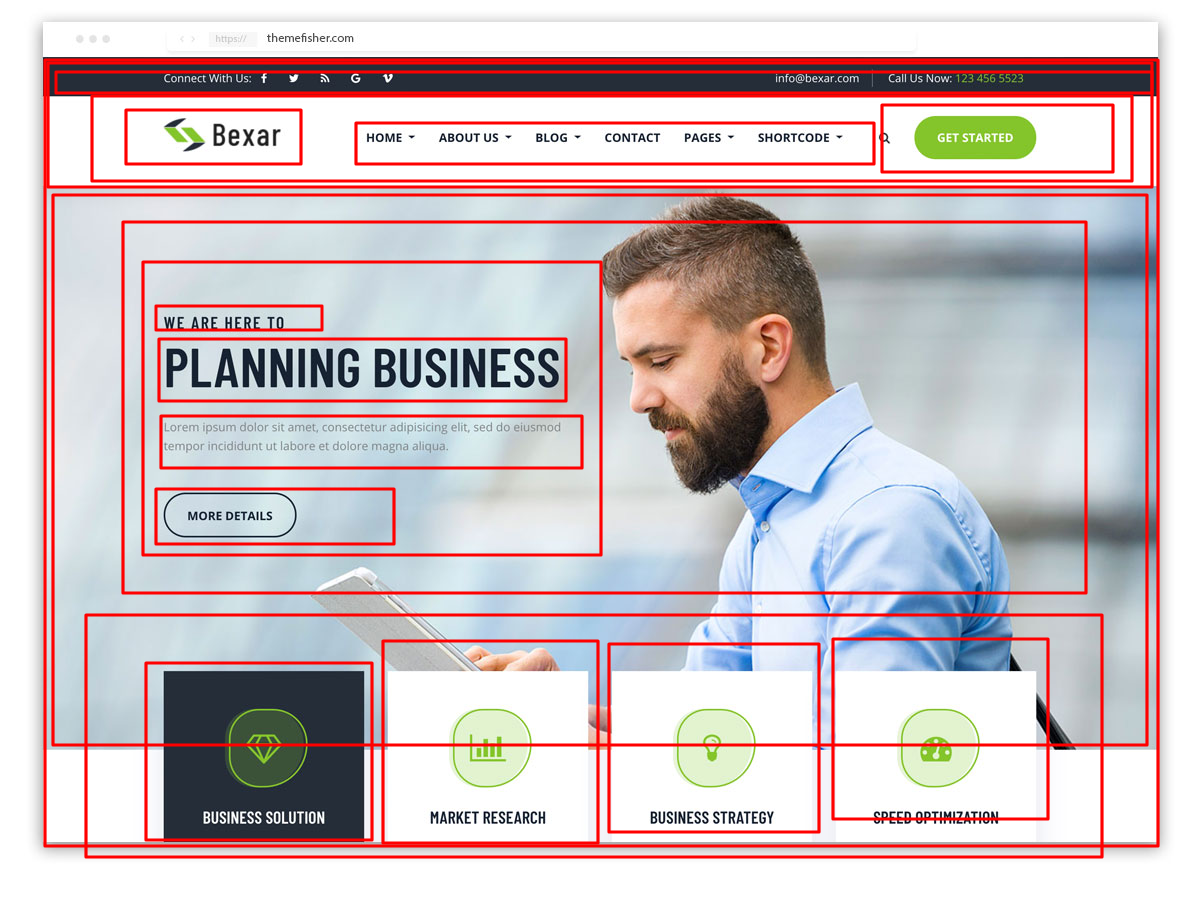 https:// themefisher.com
Connect With Us: info@bexar.com Call Us Now: 123 456 5523
Bexar HOME ABOUT US BLOG CONTACT PAGES SHORTCODE GET STARTED
WE ARE HERE TO
PLANNING BUSINESS
Lorem ipsum dolor sit amet, consectetur adipisicing elit, sed do eiusmod
tempor incididunt ut labore et dolore magna aliqua.
MORE DETAILS
BUSINESS SOLUTION MARKET RESEARCH BUSINESS STRATEGY SPEED OPTIMIZATION